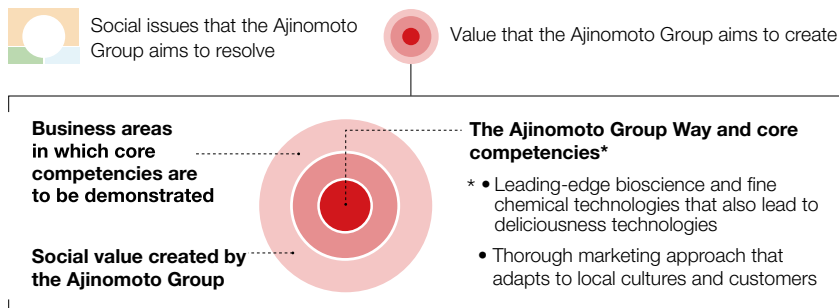 Social issues that the Ajinomoto
Group aims to resolve
Value that the Ajinomoto Group aims to create
Business areas
in which core
competencies are
to be demonstrated
Social value created by
the Ajinomoto Group
The Ajinomoto Group Way and core
competencies*
* • Leading-edge bioscience and fine
chemical technologies that also lead to
deliciousness technologies
• Thorough marketing approach that
adapts to local cultures and customers